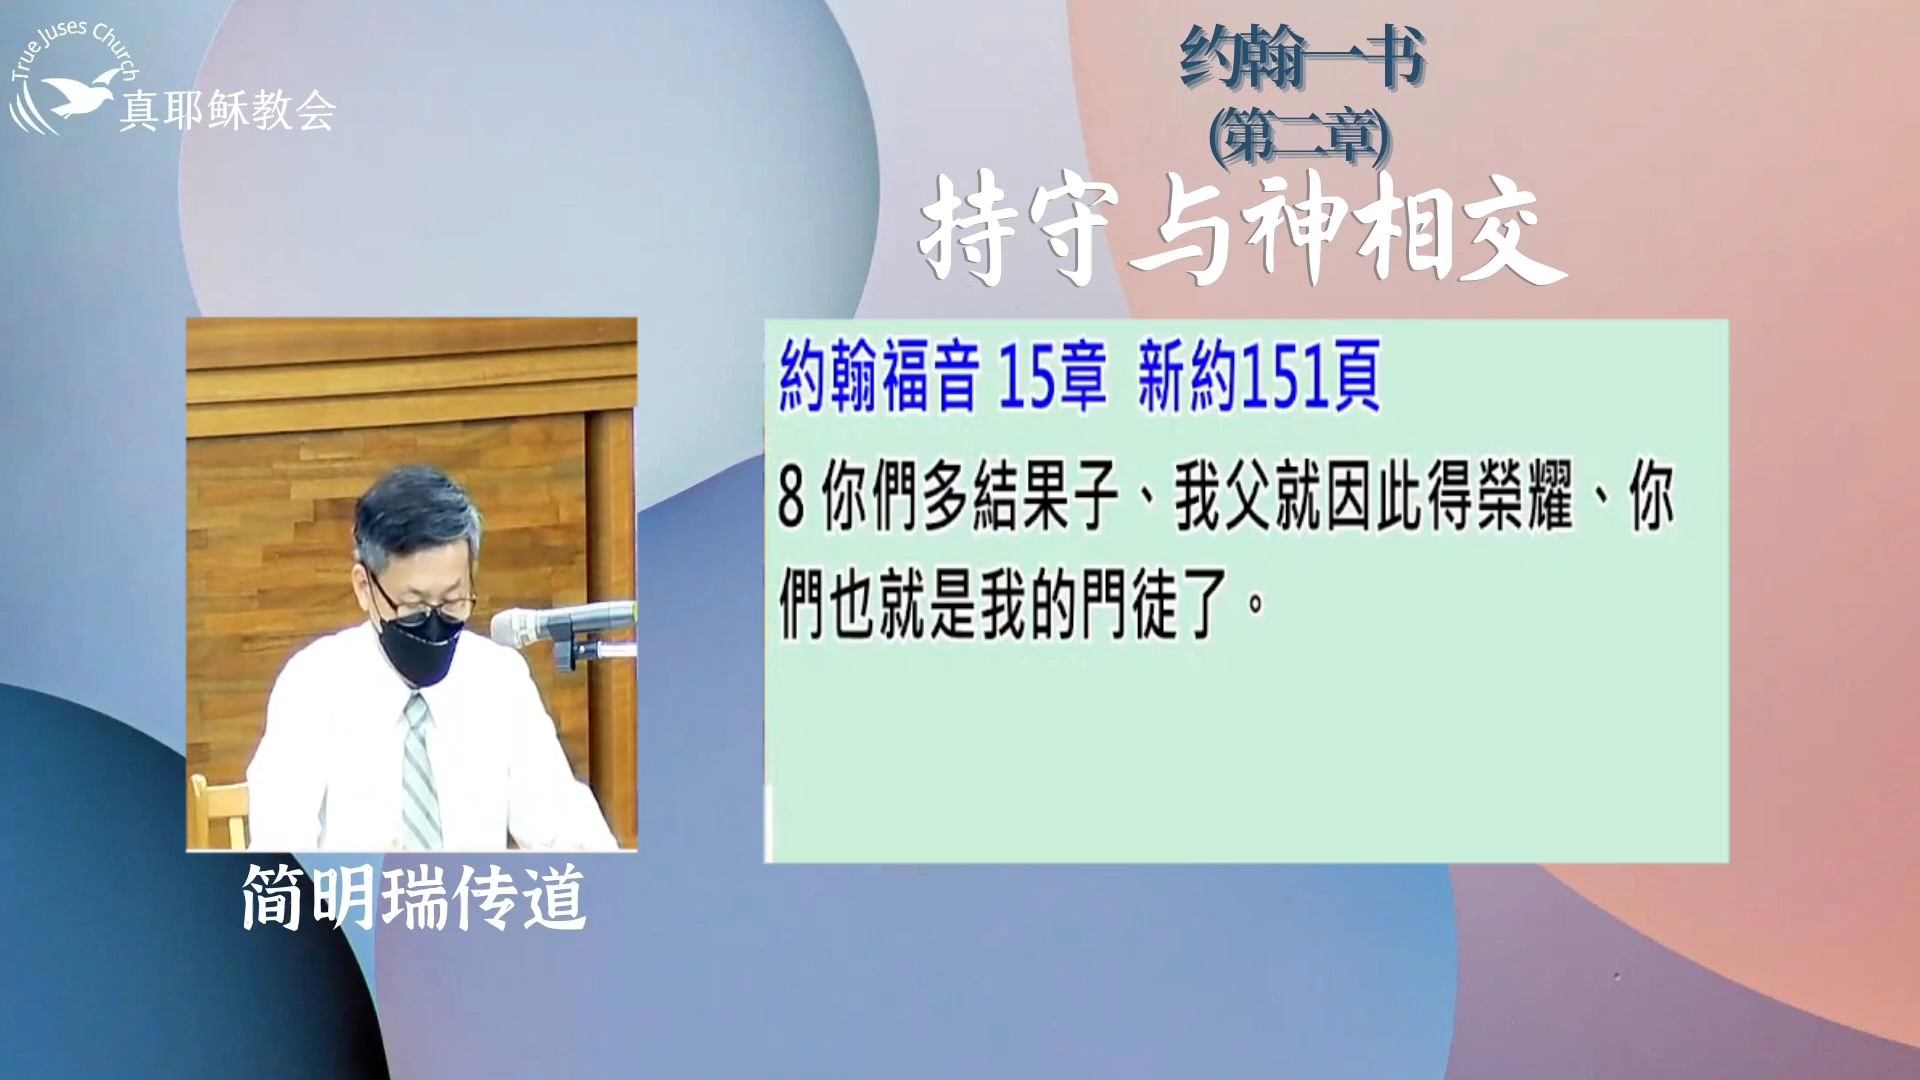 True Juses Church
真耶稣教会
约翰一书
(第二章)
持守与神相交
約翰福音 15章 新約151頁
8 你們多結果子、我父就因此得榮耀、你
們也就是我的門徒了。
简明瑞传道